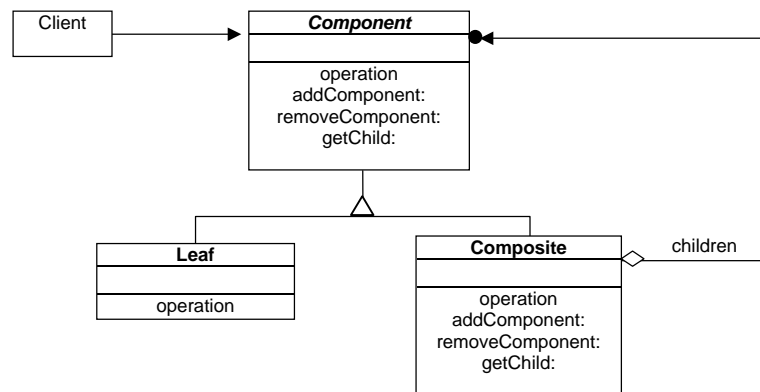 Client
Component
operation
addComponent:
removeComponent:
getChild:
Leaf
operation
Composite
operation
addComponent:
removeComponent:
getChild:
children